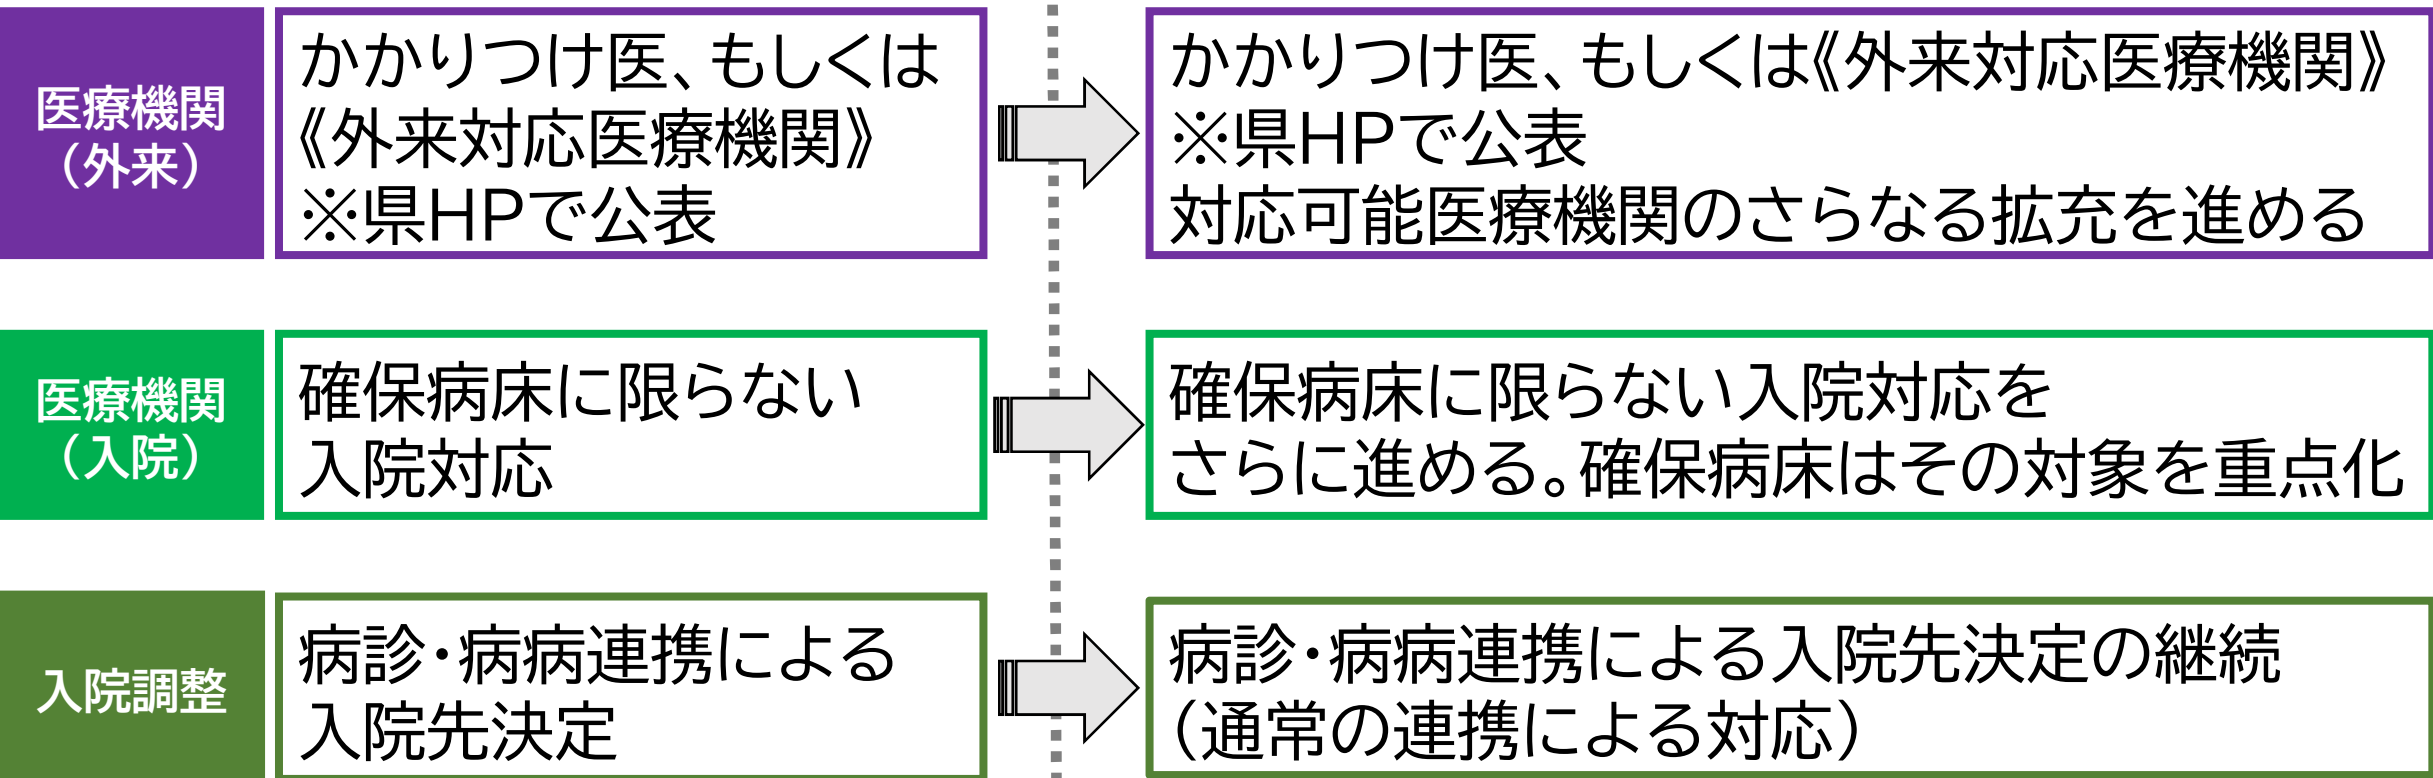 医療機関
（外来）
かかりつけ医、もしくは
《外来対応医療機関》
※県HPで公表
かかりつけ医、もしくは《外来対応医療機関》
※県HPで公表
対応可能医療機関のさらなる拡充を進める
医療機関
（入院）
確保病床に限らない
入院対応
確保病床に限らない入院対応を
さらに進める。確保病床はその対象を重点化
入院調整
病診・病病連携による
入院先決定
病診・病病連携による入院先決定の継続
（通常の連携による対応）